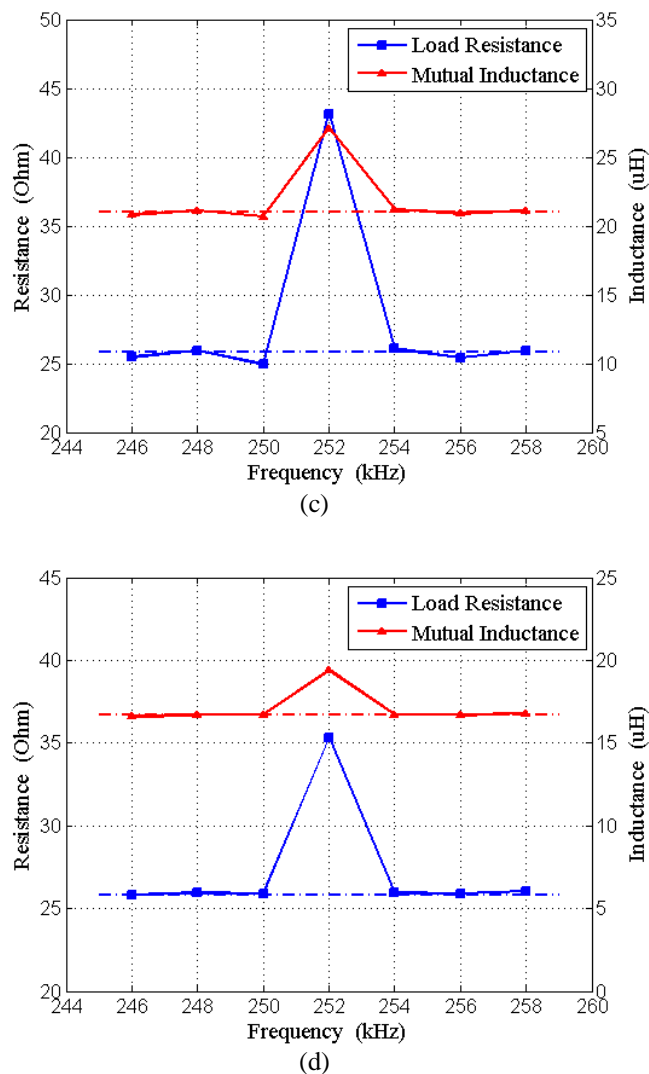 50
45
40
35
30
25
20
Resistance (Ohm)
35
30
25
20
15
10
5
Inductance (uH)
Load Resistance
Mutual Inductance
244 246 248 250 252 254 256 258 260
Frequency (kHz)
(c)
45
40
35
30
25
20
Resistance (Ohm)
25
20
15
10
5
0
Inductance (uH)
Load Resistance
Mutual Inductance
244 246 248 250 252 254 256 258 260
Frequency (kHz)
(d)